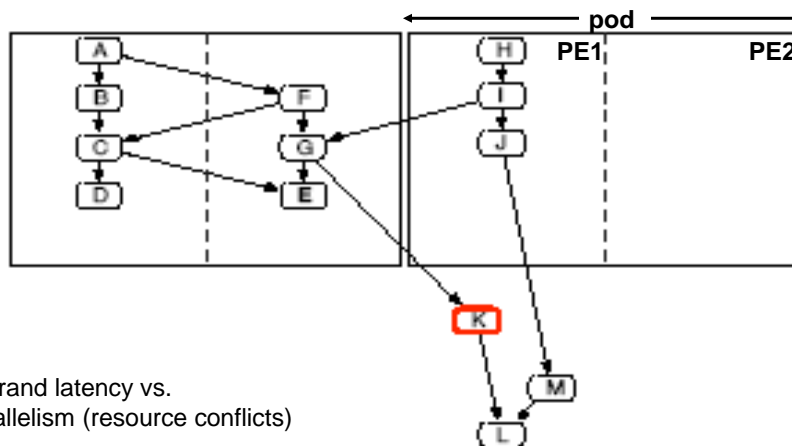 pod
PE1 PE2
A H
B F I
C G J
D E
K
rand latency vs.
allelism (resource conflicts)
M
L